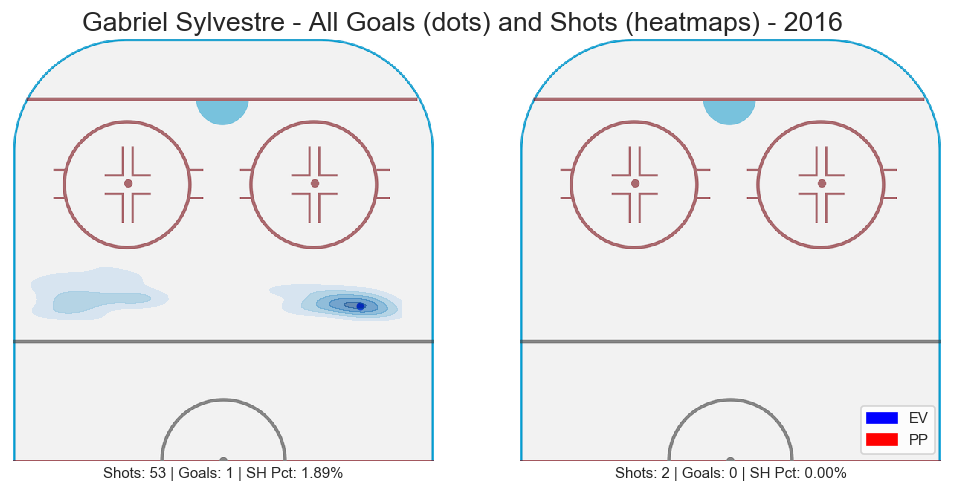 Gabriel Sylvestre - All Goals (dots) and Shots (heatmaps) - 2016
EV
PP
Shots: 53 | Goals: 1 | SH Pct: 1.89%
Shots: 2 | Goals: 0 | SH Pct: 0.00%